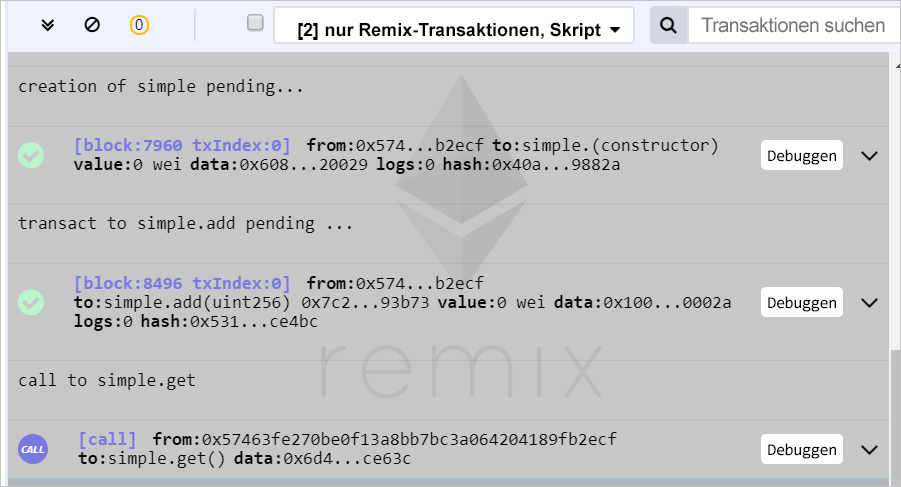 0
[2] nur Remix-Transaktionen, Skript
Transaktionen suchen
creation of simple pending...
[block:7960 txIndex:0] from:0x574...b2ecf to:simple.(constructor)
value:0 wei data:0x608...20029 logs:0 hash:0x40a...9882a
Debuggen
transact to simple.add pending ...
[block:8496 txIndex:0] from:0x574...b2ecf
to:simple.add(uint256) 0x7c2...93b73 value:0 wei data:0x100...0002a
logs:0 hash:0x531...ce4bc
Debuggen
remix
call to simple.get
CALL
[call] from:0x57463fe270be0f13a8bb7bc3a064204189fb2ecf
to:simple.get() data:0x6d4...ce63c
Debuggen